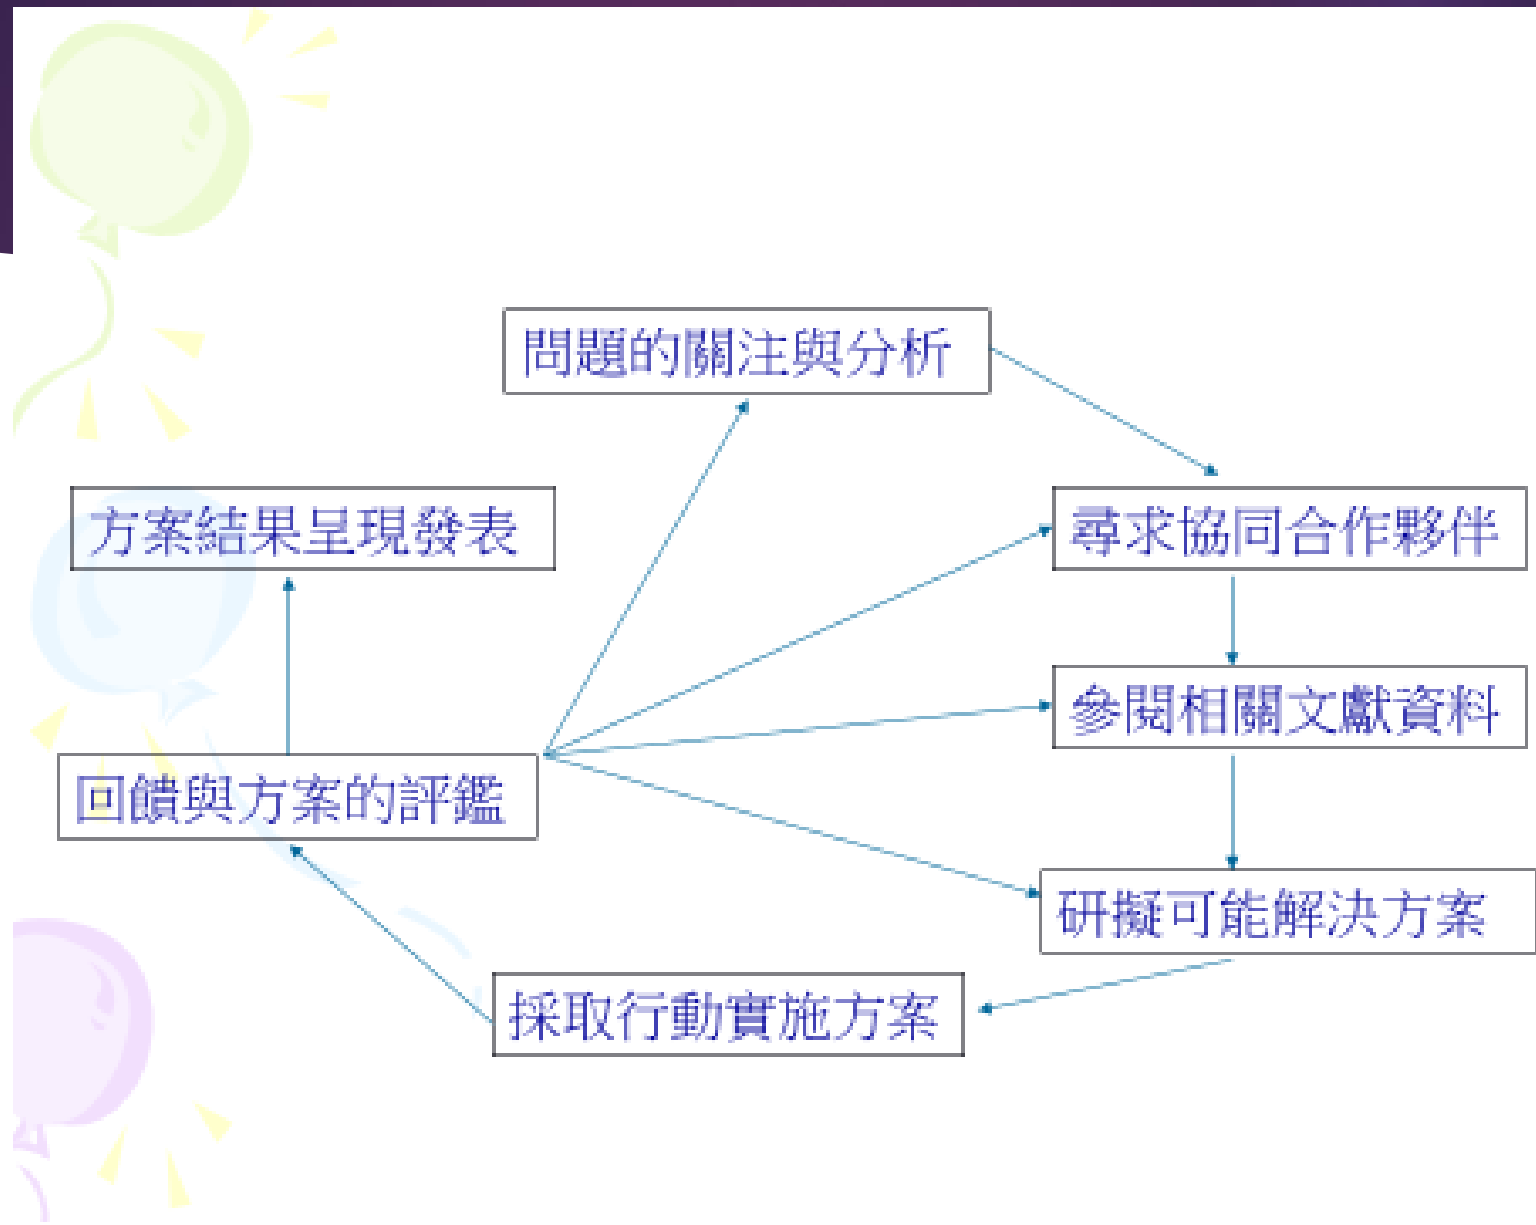 問題的關注與分析
方案結果呈現發表
尋求協同合作夥伴
參閱相關文獻資料
回饋與方案的評鑑
研擬可能解決方案
採取行動實施方案